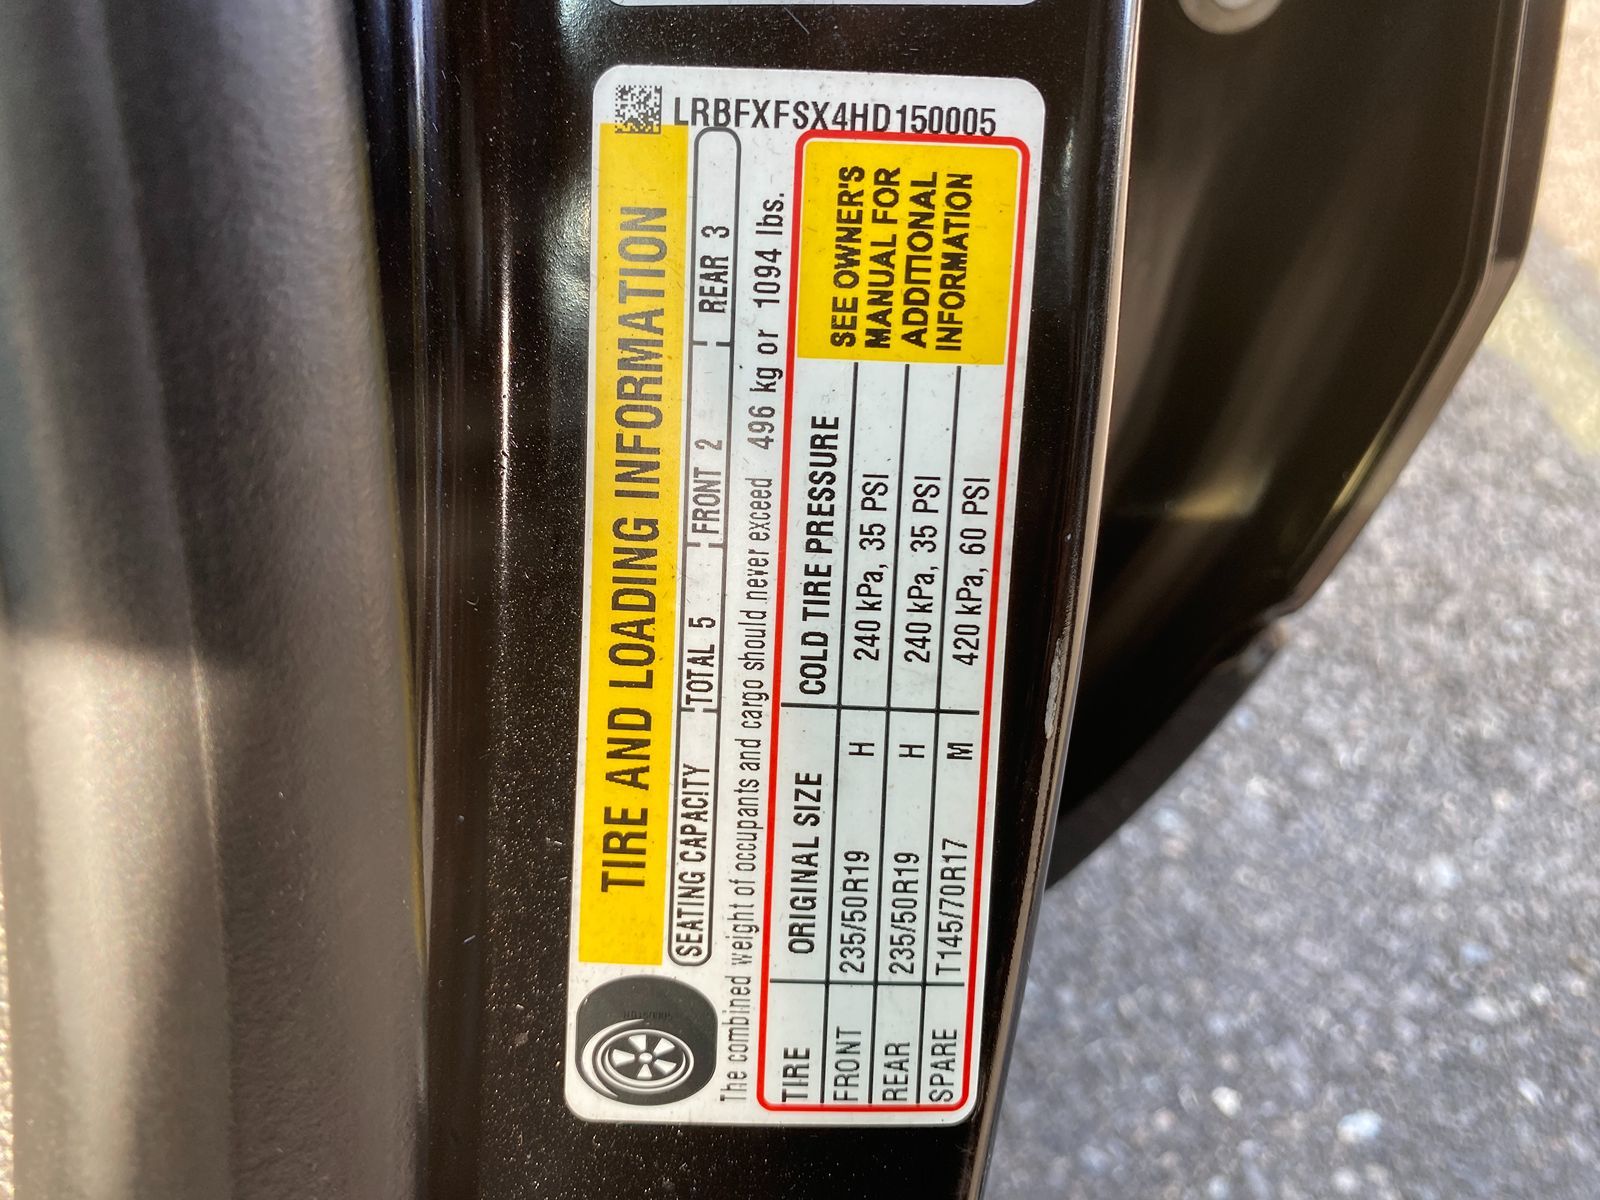 LRBFXFSX4HD150005
TIRE AND LOADING INFORMATION
SEATING CAPACITY TOTAL 5 FRONT 2 REAR 3
The combined weight of occupants and cargo should never exceed 496 kg or 1094 lbs.
TIRE ORIGINAL SIZE COLD TIRE PRESSURE
FRONT 235/50R19 H 240 kPa, 35 PSI
REAR 235/50R19 H 240 kPa, 35 PSI
SPARE T145/70R17 M 420 kPa, 60 PSI
SEE OWNER'S
MANUAL FOR
ADDITIONAL
INFORMATION